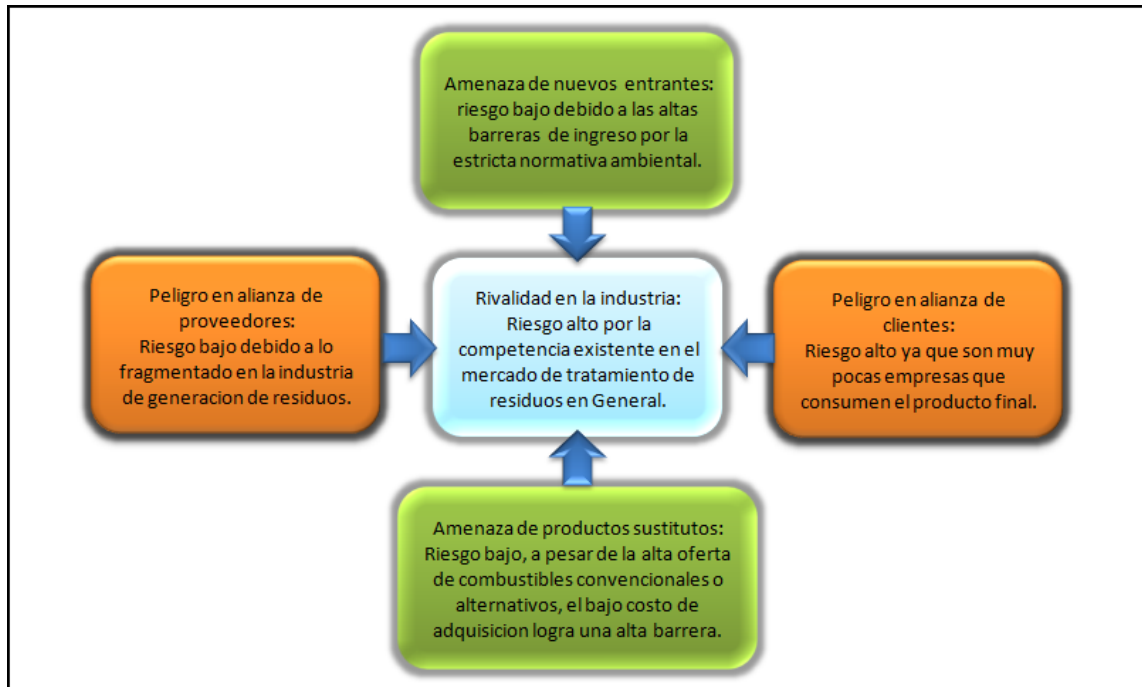 Amenaza de nuevos entrantes:
riesgo bajo debido a las altas
barreras de ingreso por la
estricta normativa ambiental.
Peligro en alianza de
proveedores:
Riesgo bajo debido a lo
fragmentado en la industria
de generacion de residuos.
Rivalidad en la industria:
Riesgo alto por la
competencia existente en el
mercado de tratamiento de
residuos en General.
Peligro en alianza de
clientes:
Riesgo alto ya que son muy
pocas empresas que
consumen el producto final.
Amenaza de productos sustitutos:
Riesgo bajo, a pesar de la alta oferta
de combustibles convencionales o
alternativos, el bajo costo de
adquisicion logra una alta barrera.